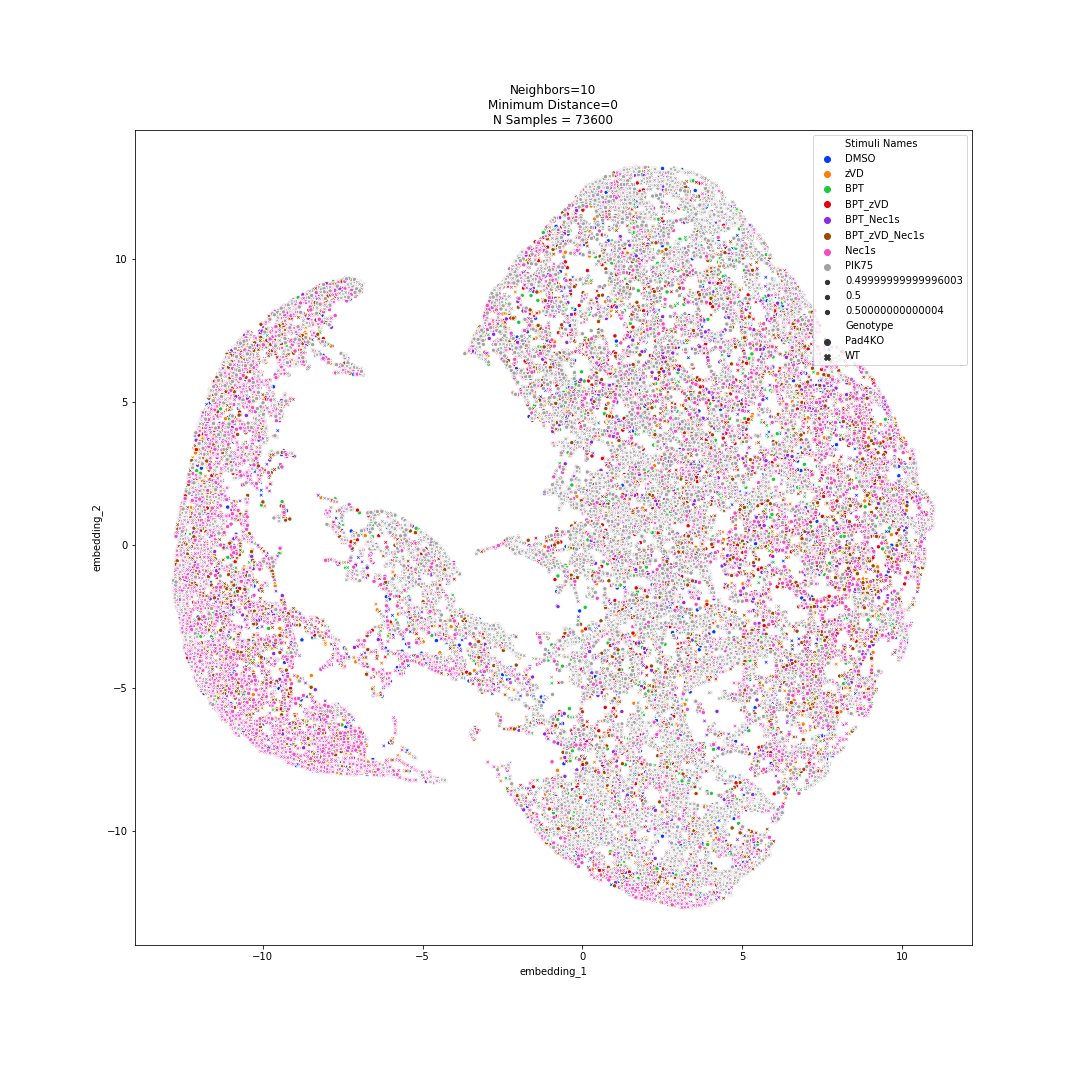 Neighbors=10
Minimum Distance=0
N Samples = 73600
Stimuli Names
DMSO
zVD
BPT
BPT_zVD
BPT_Nec1s
BPT_zVD_Nec1s
Nec1s
PIK75
0.49999999999996003
0.5
0.50000000000004
Genotype
Pad4KO
WT
10
5
0
−5
−10
embedding_2
−10
−5
0
5
10
embedding_1